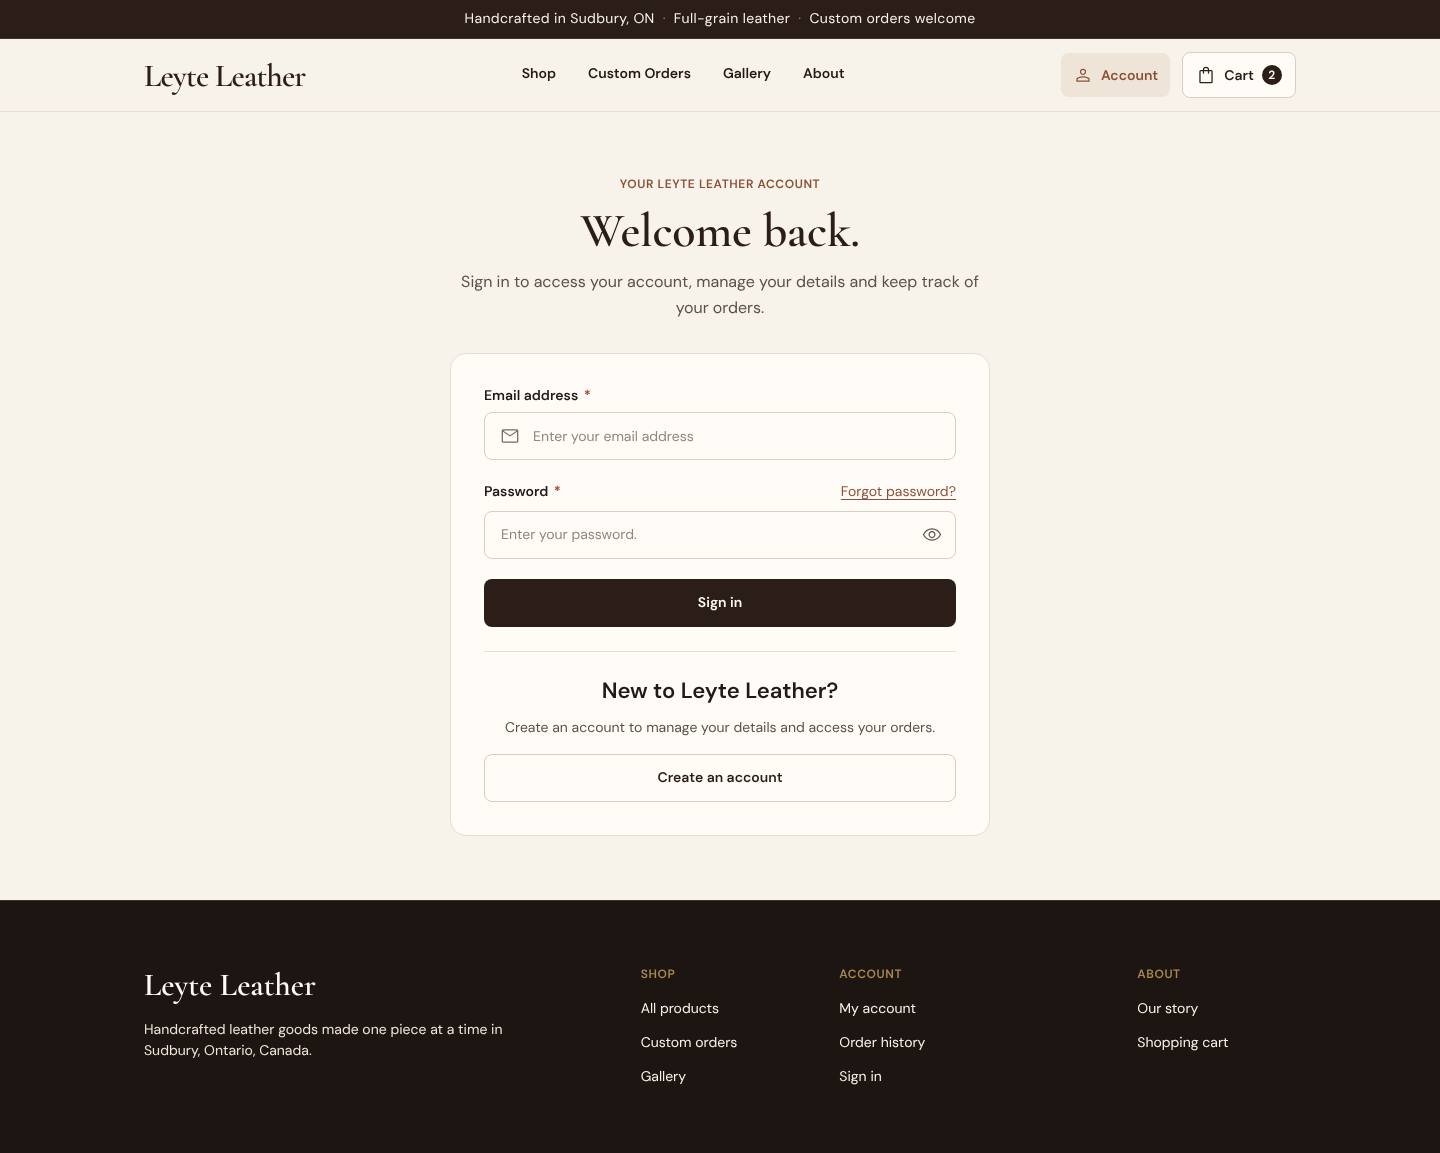 Handcrafted in Sudbury, ON · Full-grain leather · Custom orders welcome
Leyte Leather
Shop
Custom Orders
Gallery
About
Account
Cart
2
YOUR LEYTE LEATHER ACCOUNT
Welcome back.
Sign in to access your account, manage your details and keep track of
your orders.
Email address *
Enter your email address
Password *
Forgot password?
Enter your password.
Sign in
New to Leyte Leather?
Create an account to manage your details and access your orders.
Create an account
Leyte Leather
Handcrafted leather goods made one piece at a time in
Sudbury, Ontario, Canada.
SHOP
All products
Custom orders
Gallery
ACCOUNT
My account
Order history
Sign in
ABOUT
Our story
Shopping cart